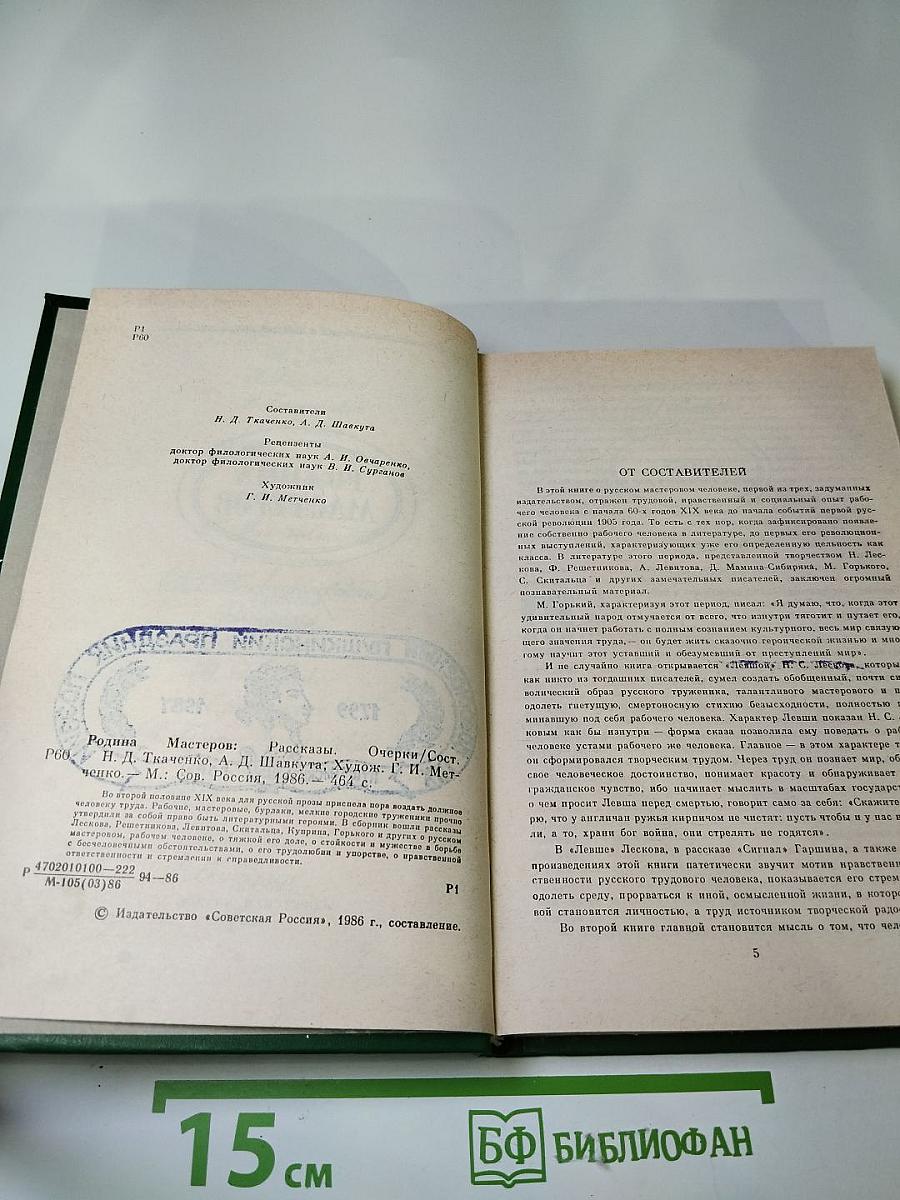 Р1
Р60
Составители
Н. Д. Ткаченко, А. Д. Шавкута
Рецензенты
доктор филологических наук А. И. Овчаренко,
доктор филологических наук В. И. Сурганов
Художник
Г. И. Метченко
ПУШКИНСКИЙ ПРАЗДНИК
1799 1987
Родина Мастеров: Рассказы. Очерки/Сост.
Р60 Н. Д. Ткаченко, А. Д. Шавкута; Худож. Г. И. Мет-
ченко.— М.: Сов. Россия, 1986.— 464 с.
Во второй половине XIX века для русской прозы приспела пора воздать должное
человеку труда. Рабочие, мастеровые, бурлаки, мелкие городские труженики прочно
утвердили за собой право быть литературными героями. В сборник вошли рассказы
Лескова, Решетникова, Левитова, Скитальца, Куприна, Горького и других о русском
мастеровом, рабочем человеке, о тяжкой его доле, о стойкости и мужестве в борьбе
с бесчеловечными обстоятельствами, о его трудолюбии и упорстве, о нравственной
ответственности и стремлении к справедливости.
Р 4702010100—222
М-105(03)86 94—86
Р1
© Издательство «Советская Россия», 1986 г., составление.
ОТ СОСТАВИТЕЛЕЙ
В этой книге о русском мастеровом человеке, первой из трех, задуманных
издательством, отражен трудовой, нравственный и социальный опыт рабо-
чего человека с начала 60-х годов XIX века до начала событий первой рус-
ской революции 1905 года. То есть с тех пор, когда зафиксировано появле-
ние собственно рабочего человека в литературе, до первых его революцион-
ных выступлений, характеризующих уже его определенную цельность как
класса. В литературе этого периода, представленной творчеством Н. Лес-
кова, Ф. Решетникова, А. Левитова, Д. Мамина-Сибиряка, М. Горького,
С. Скитальца и других замечательных писателей, заключен огромный
познавательный материал.
М. Горький, характеризуя этот период, писал: «Я думаю, что, когда этот
удивительный народ отмучается от всего, что изнутри тяготит и путает его,
когда он начнет работать с полным сознанием культурного, весь мир связую-
щего значения труда,— он будет жить сказочно героической жизнью и мно
гому научит этот уставший и обезумевший от преступлений мир».
И не случайно книга открывается «Левшой» Н. С. Лескова, которы
как никто из тогдашних писателей, сумел создать обобщенный, почти си
волический образ русского труженика, талантливого мастерового и п
одолеть гнетущую, смертоносную стихию безысходности, полностью п
минавшую под себя рабочего человека. Характер Левши показан Н. С.
ковым как бы изнутри — форма сказа позволила ему поведать о раб
человеке устами рабочего же человека. Главное — в этом характере т
он сформировался творческим трудом. Через труд он познает мир, об
свое человеческое достоинство, понимает красоту и обнаруживает
гражданское чувство, ибо начинает мыслить в масштабах государст
о чем просит Левша перед смертью, говорит само за себя: «Скажите
рю, что у англичан ружья кирпичом не чистят: пусть чтобы и у нас н
ли, а то, храни бог война, они стрелять не годятся».
В «Левше» Лескова, в рассказе «Сигнал» Гаршина, а также
произведениях этой книги патетически звучит мотив нравственн
ственности русского трудового человека, показывается его стрем
одолеть среду, прорваться к иной, осмысленной жизни, в которо
вой становится личностью, а труд источником творческой радос
Во второй книге главной становится мысль о том, что чело
5
15 см
БФ БИБЛИОФАН